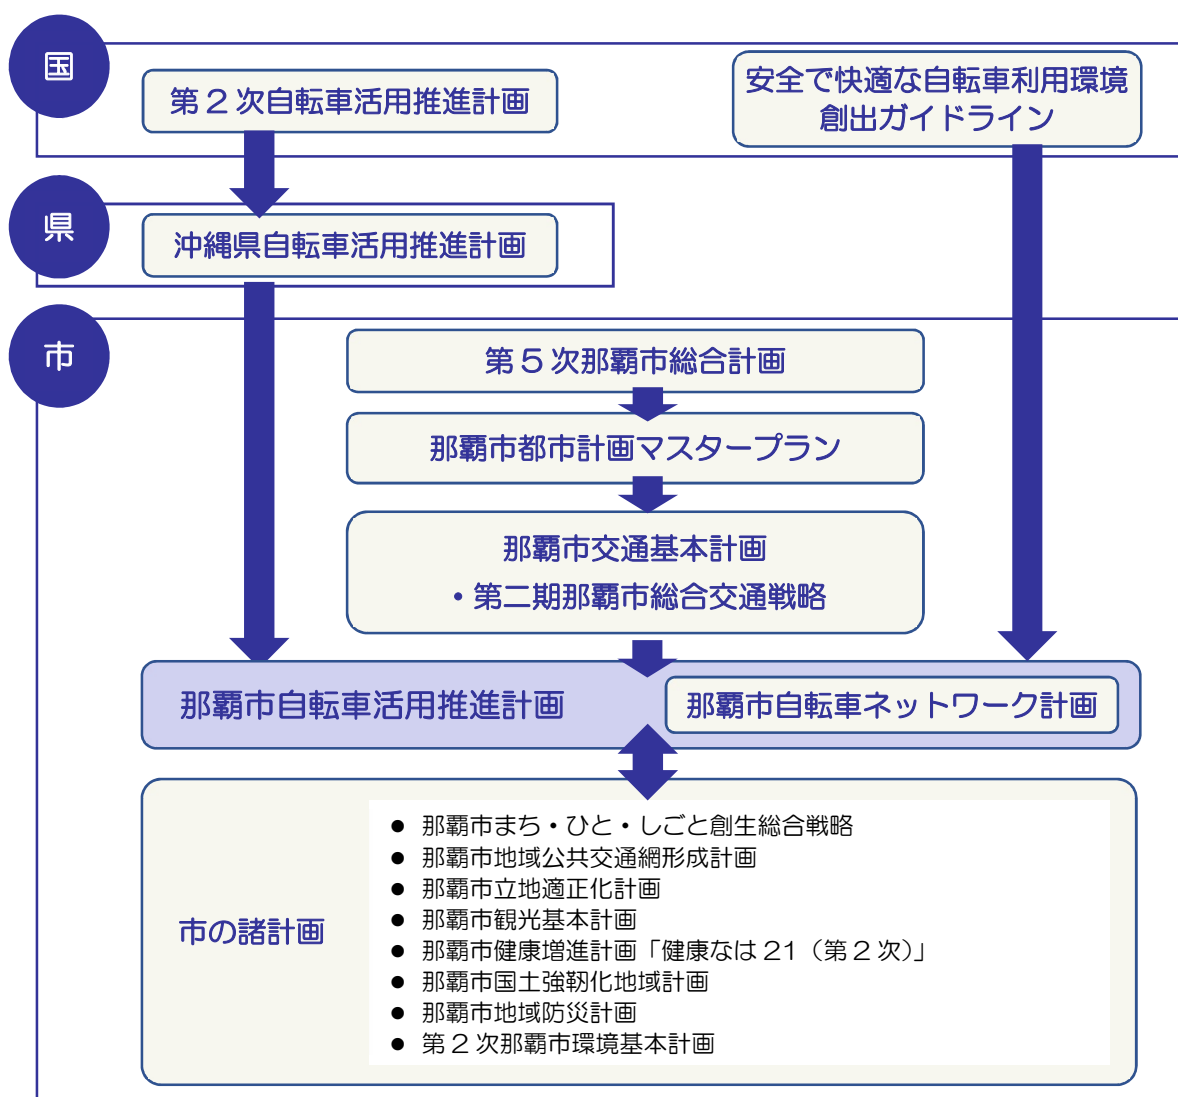 国
第２次自転車活用推進計画
安全で快適な自転車利用環境
創出ガイドライン
県
沖縄県自転車活用推進計画
市
第５次那覇市総合計画
那覇市都市計画マスタープラン
那覇市交通基本計画
・第二期那覇市総合交通戦略
那覇市自転車活用推進計画
那覇市自転車ネットワーク計画
市の諸計画
● 那覇市まち・ひと・しごと創生総合戦略
● 那覇市地域公共交通網形成計画
● 那覇市立地適正化計画
● 那覇市観光基本計画
● 那覇市健康増進計画「健康なは 21（第２次）」
● 那覇市国土強靭化地域計画
● 那覇市地域防災計画
● 第２次那覇市環境基本計画